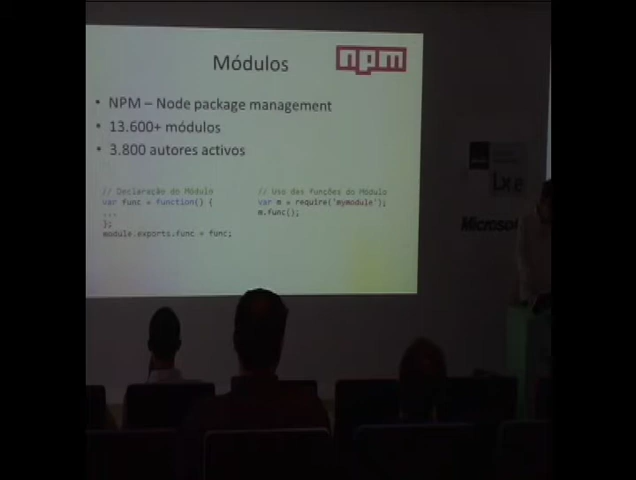 Módulos
npm
• NPM – Node package management
• 13.600+ módulos
• 3.800 autores activos
// Declaração do Módulo
var func = function() {
...
};
module.exports.func = func;
// Uso das funções do Módulo
var m = require('mymodule');
m.func();
Microsoft